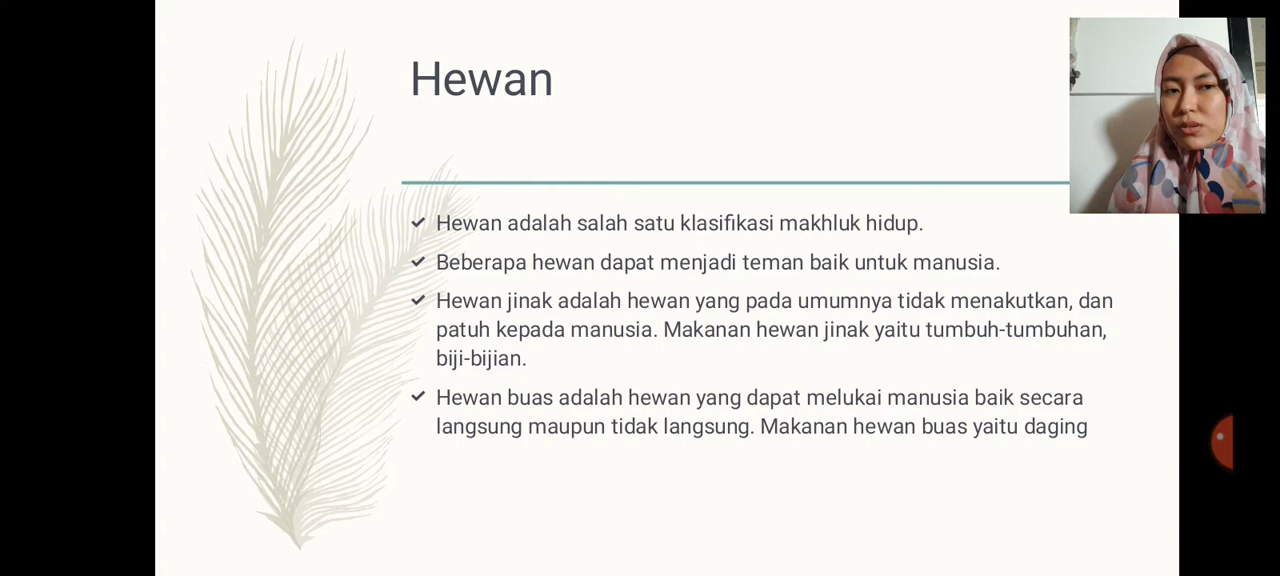 Hewan
Hewan adalah salah satu klasifikasi makhluk hidup.
Beberapa hewan dapat menjadi teman baik untuk manusia.
Hewan jinak adalah hewan yang pada umumnya tidak menakutkan, dan
patuh kepada manusia. Makanan hewan jinak yaitu tumbuh-tumbuhan,
biji-bijian.
Hewan buas adalah hewan yang dapat melukai manusia baik secara
langsung maupun tidak langsung. Makanan hewan buas yaitu daging